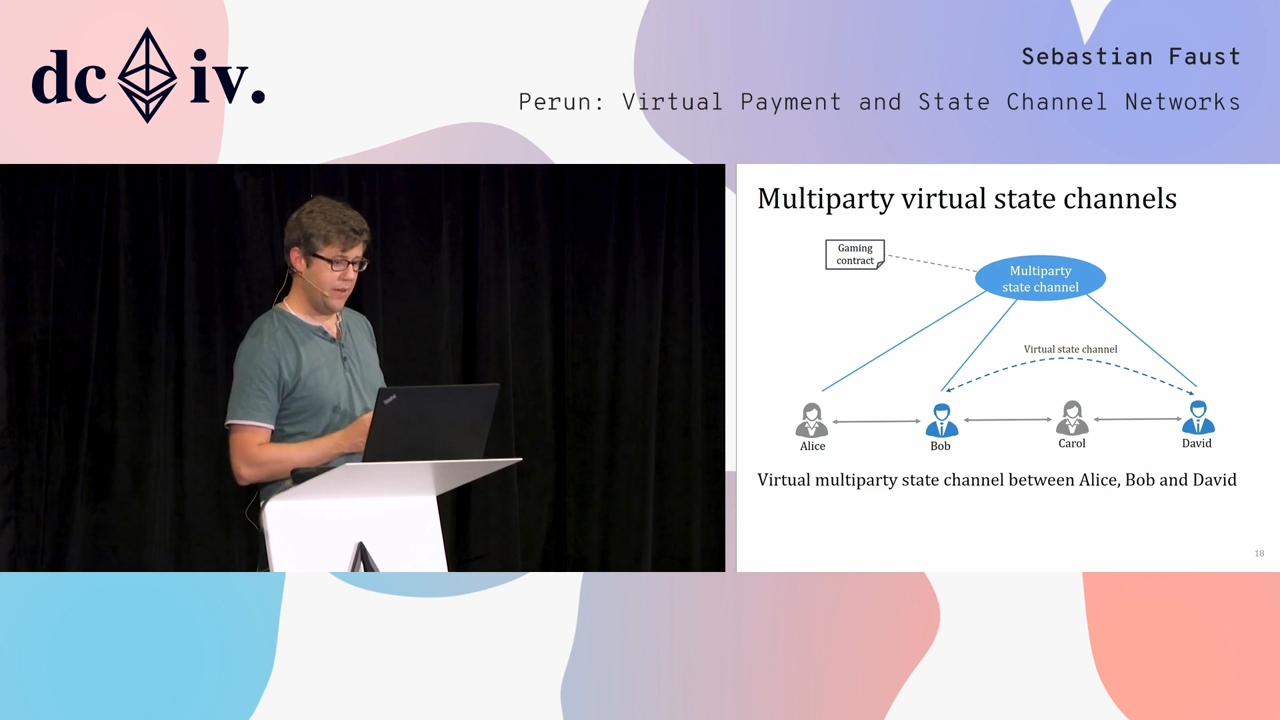 dc iv.
Sebastian Faust
Perun: Virtual Payment and State Channel Networks
Multiparty virtual state channels
Gaming
contract
Multiparty
state channel
Virtual state channel
Alice
Bob
Carol
David
Virtual multiparty state channel between Alice, Bob and David
18
ThinkPad